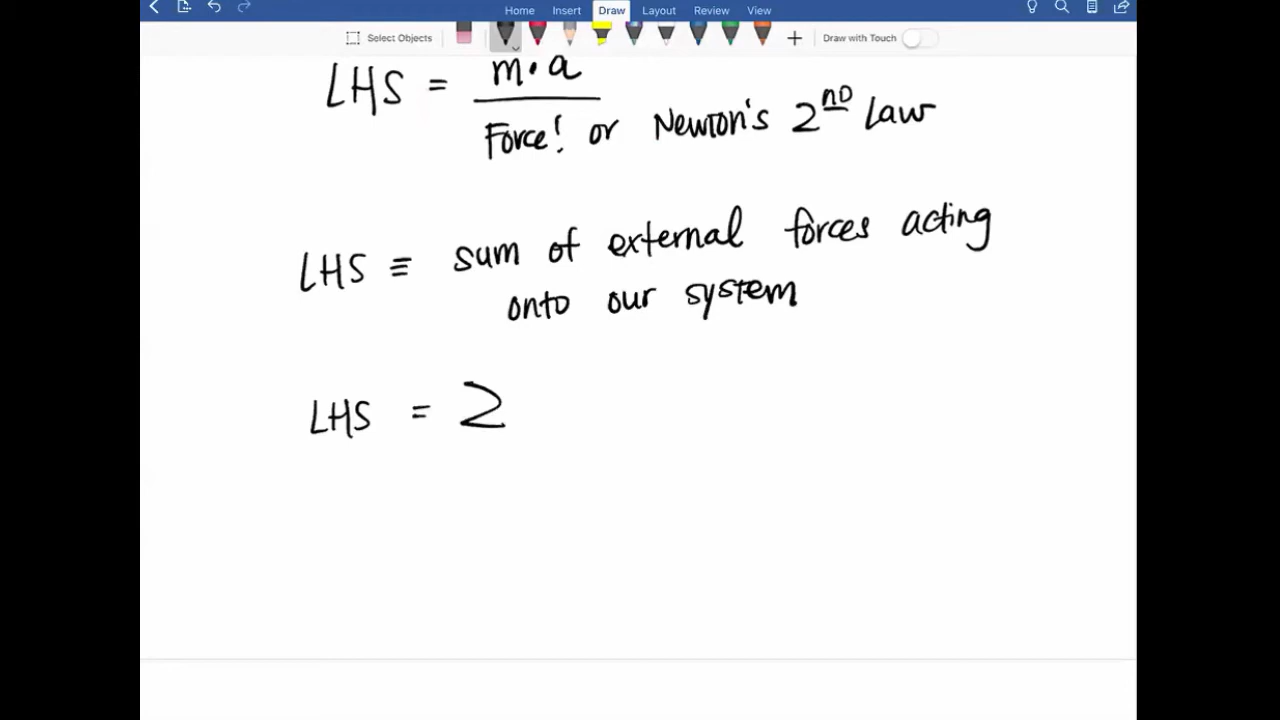 Home Insert Draw Layout Review View
Select Objects Draw with Touch
LHS = m·a
Force! or Newton's 2nd Law
LHS ≡ sum of external forces acting
onto our system
LHS = 2